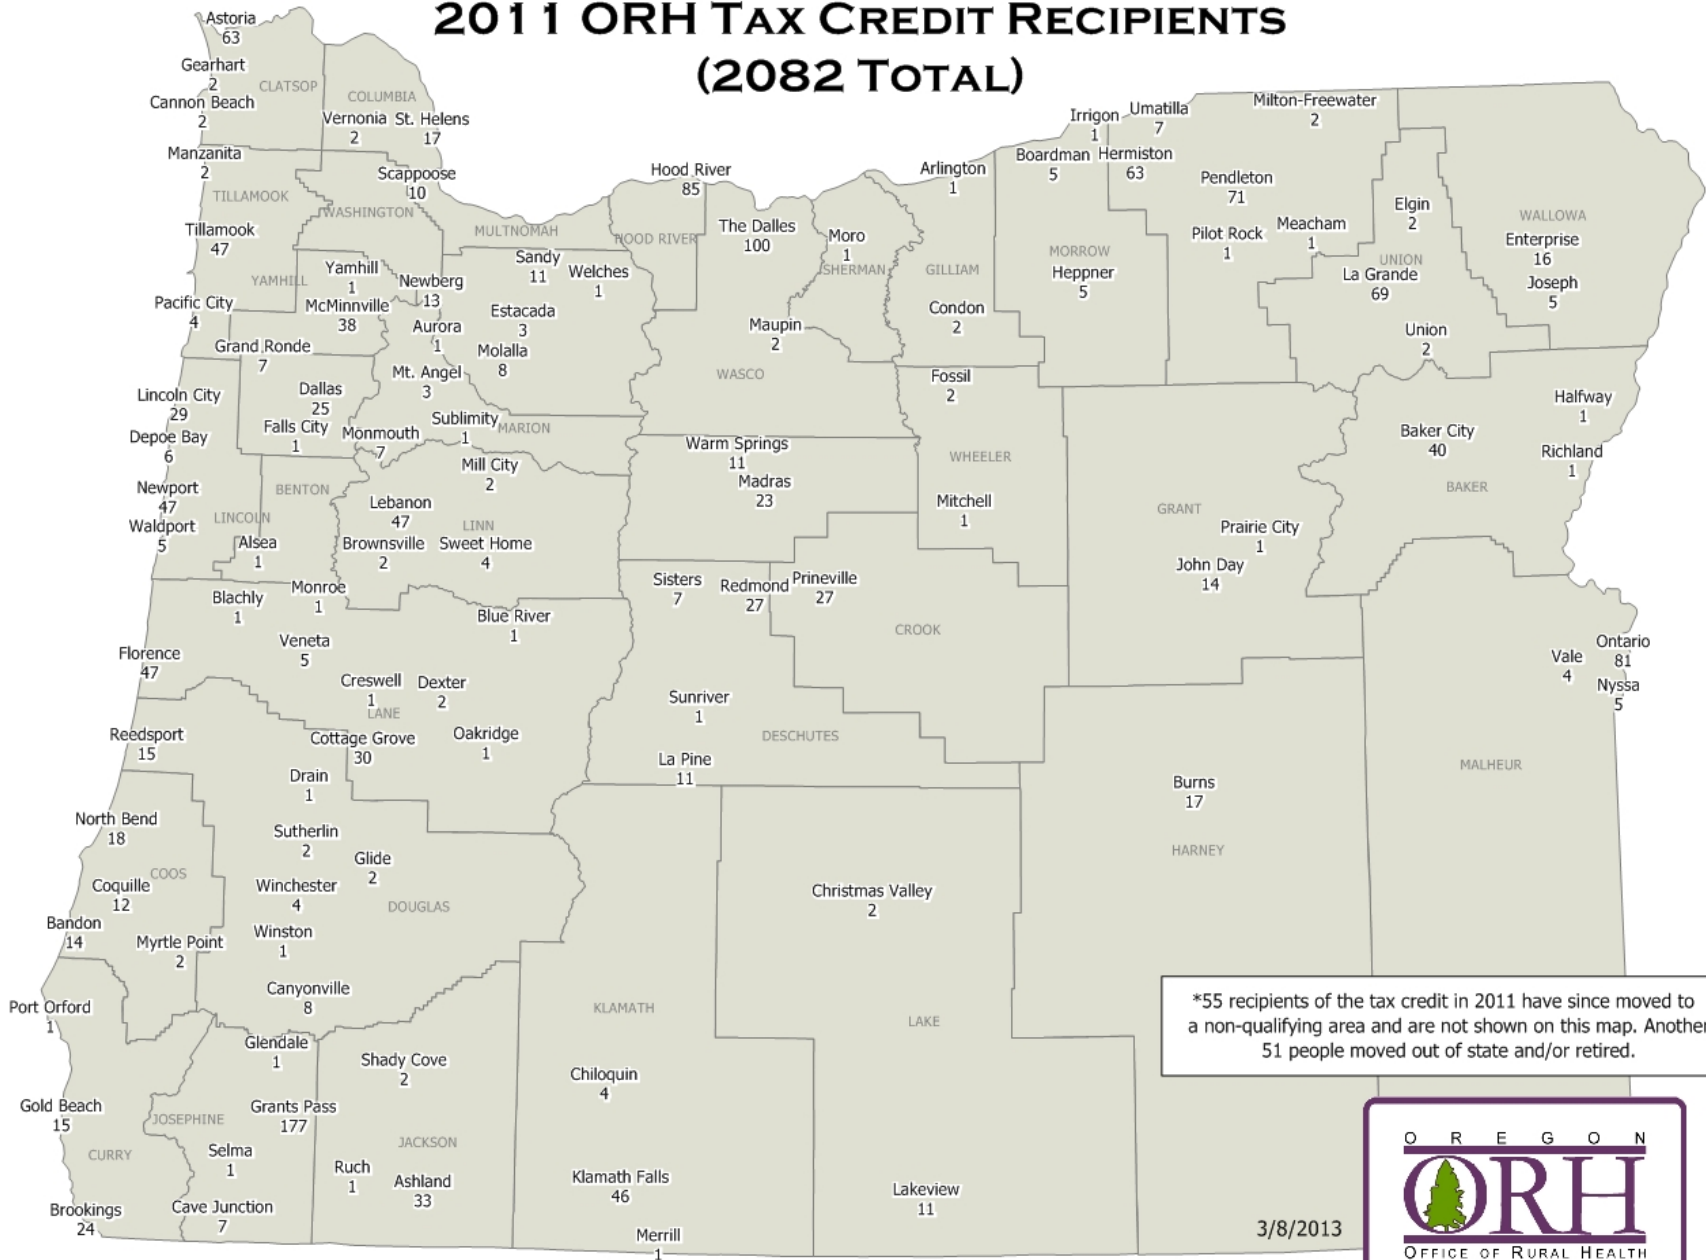 2011 ORH TAX CREDIT RECIPIENTS
(2082 TOTAL)
Astoria
63
Gearhart
2
CLATSOP
Cannon Beach
2
COLUMBIA
Vernonia
2
St. Helens
17
Manzanita
2
Scappoose
10
TILLAMOOK
WASHINGTON
Tillamook
47
MULTNOMAH
Hood River
85
HOOD RIVER
The Dalles
100
Moro
1
SHERMAN
Arlington
1
GILLIAM
Condon
2
Boardman
5
Irrigon
1
Umatilla
7
Hermiston
63
Milton-Freewater
2
Pendleton
71
Pilot Rock
1
Meacham
1
MORROW
Heppner
5
Elgin
2
UNION
La Grande
69
Union
2
WALLOWA
Enterprise
16
Joseph
5
YAMHILL
Yamhill
1
Newberg
13
McMinnville
38
Sandy
11
Welches
1
Pacific City
4
Aurora
1
Estacada
3
Molalla
8
Maupin
2
WASCO
Grand Ronde
7
Mt. Angel
3
Dallas
25
Lincoln City
29
Falls City
1
Depoe Bay
6
Monmouth
7
Sublimity
1
MARION
Mill City
2
Fossil
2
WHEELER
Mitchell
1
Warm Springs
11
Madras
23
Halfway
1
Baker City
40
Richland
1
BAKER
BENTON
Newport
47
LINCOLN
Waldport
5
Alsea
1
Lebanon
47
LINN
Brownsville
2
Sweet Home
4
GRANT
Prairie City
1
John Day
14
Monroe
1
Blachly
1
Blue River
1
Veneta
5
Florence
47
Creswell
1
Dexter
2
LANE
Cottage Grove
30
Oakridge
1
Sisters
7
Redmond
27
Prineville
27
CROOK
Sunriver
1
DESCHUTES
La Pine
11
Ontario
81
Vale
4
Nyssa
5
MALHEUR
Reedsport
15
Drain
1
North Bend
18
Sutherlin
2
Glide
2
COOS
Coquille
12
Winchester
4
DOUGLAS
Bandon
14
Winston
1
Myrtle Point
2
Canyonville
8
Burns
17
HARNEY
Christmas Valley
2
KLAMATH
LAKE
Port Orford
1
Glendale
1
Shady Cove
2
Chiloquin
4
Gold Beach
15
JOSEPHINE
Grants Pass
177
JACKSON
CURRY
Selma
1
Ruch
1
Ashland
33
Klamath Falls
46
Lakeview
11
Brookings
24
Cave Junction
7
Merrill
1
*55 recipients of the tax credit in 2011 have since moved to
a non-qualifying area and are not shown on this map. Another
51 people moved out of state and/or retired.
3/8/2013
OREGON
ORH
OFFICE OF RURAL HEALTH